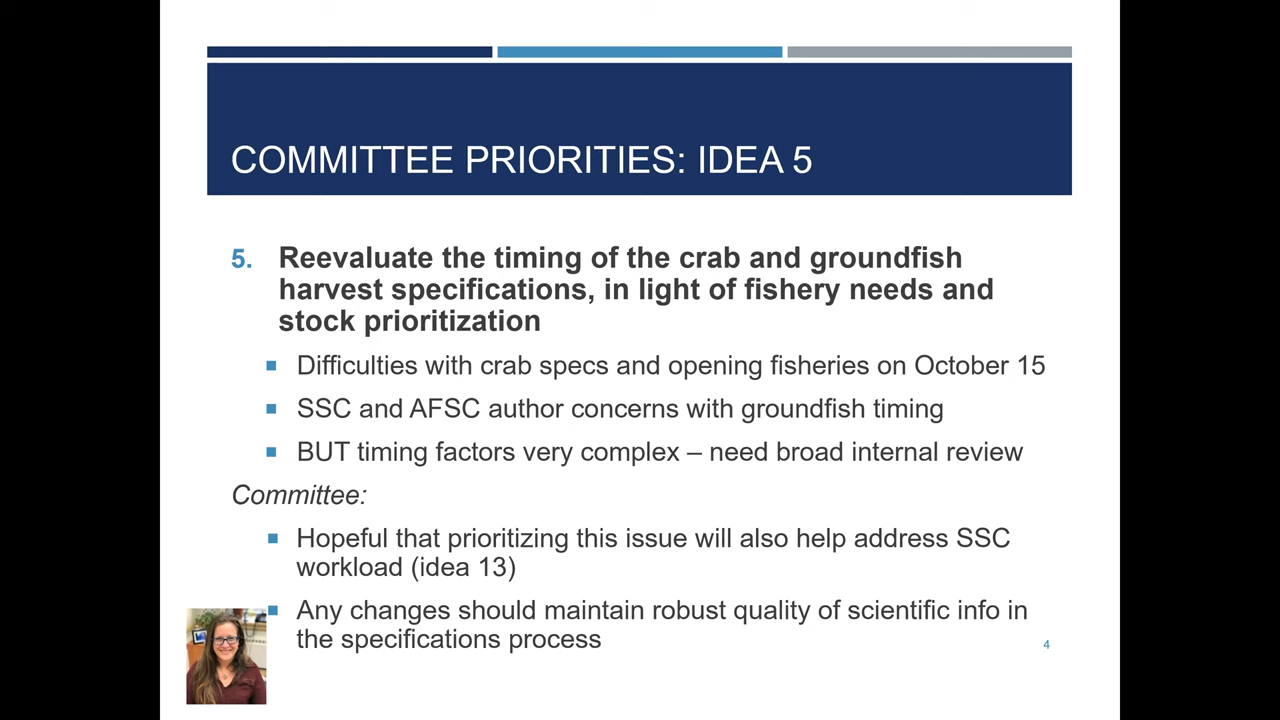 COMMITTEE PRIORITIES: IDEA 5
5. Reevaluate the timing of the crab and groundfish
harvest specifications, in light of fishery needs and
stock prioritization
■ Difficulties with crab specs and opening fisheries on October 15
■ SSC and AFSC author concerns with groundfish timing
■ BUT timing factors very complex – need broad internal review
Committee:
■ Hopeful that prioritizing this issue will also help address SSC
workload (idea 13)
■ Any changes should maintain robust quality of scientific info in
the specifications process
4